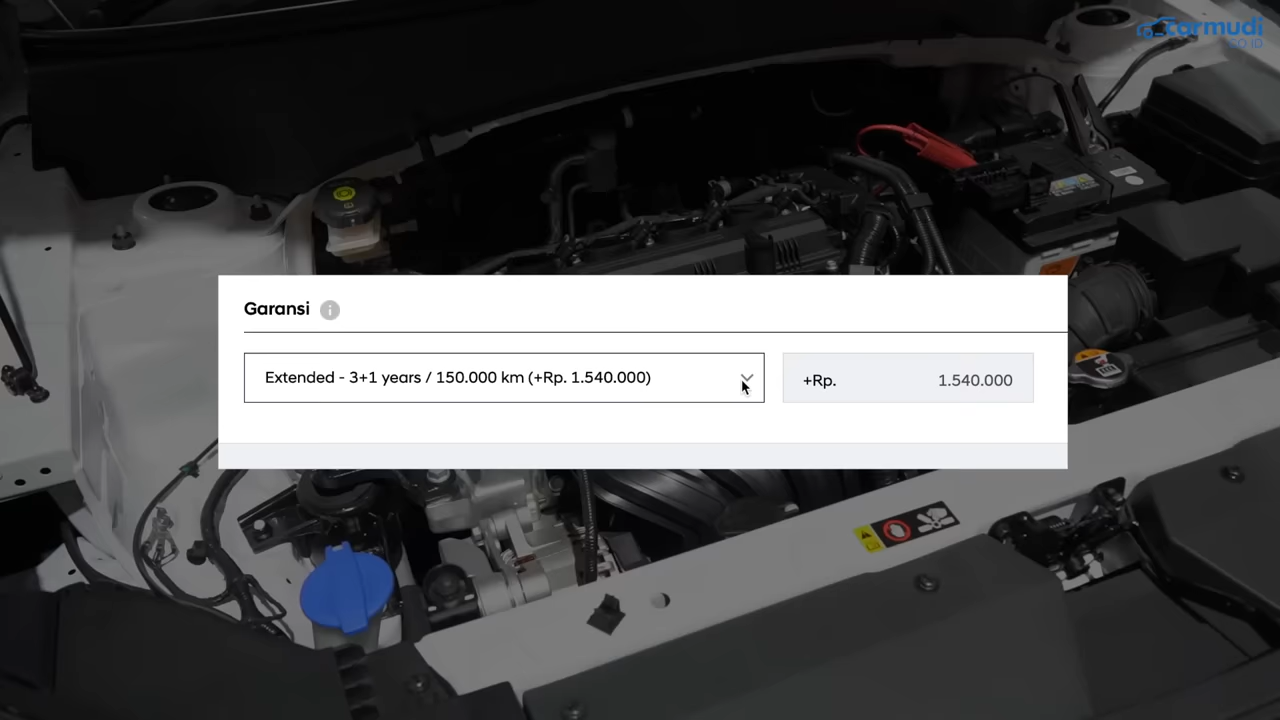 carmudi
CO ID
Garansi
Extended - 3+1 years / 150.000 km (+Rp. 1.540.000)
+Rp. 1.540.000